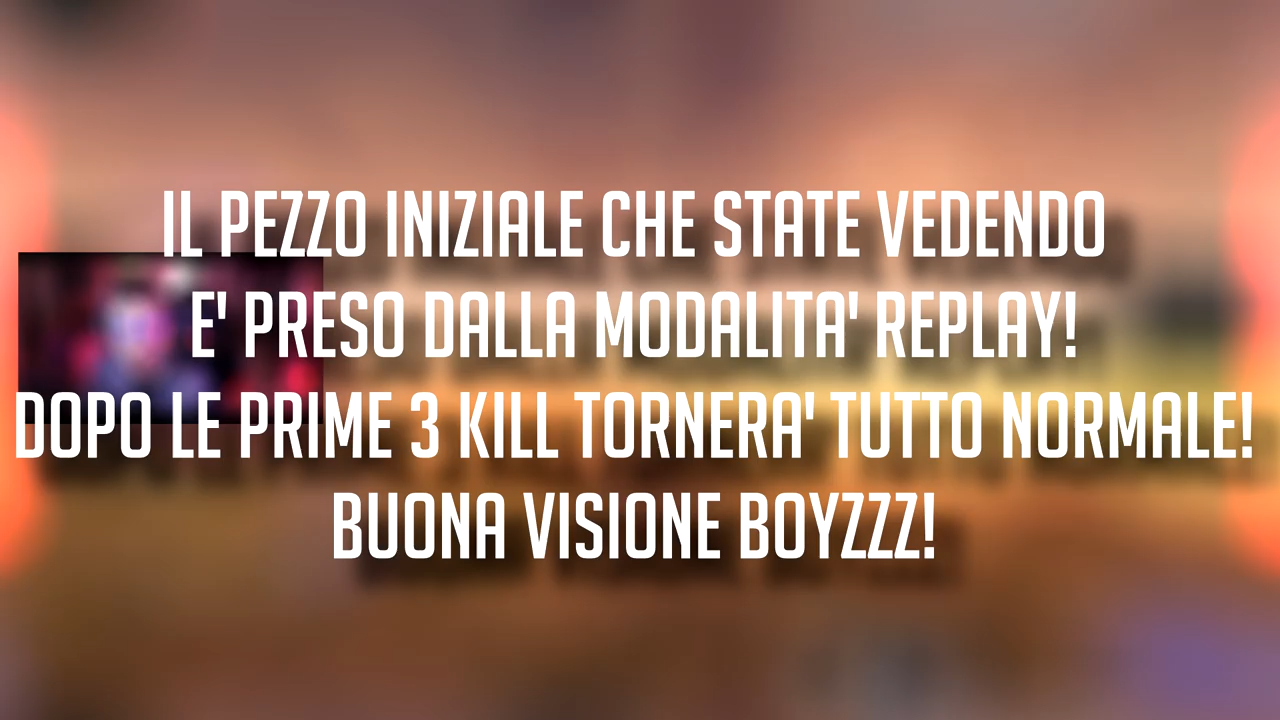 IL PEZZO INIZIALE CHE STATE VEDENDO
E' PRESO DALLA MODALITA' REPLAY!
DOPO LE PRIME 3 KILL TORNERA' TUTTO NORMALE!
BUONA VISIONE BOYZZZ!